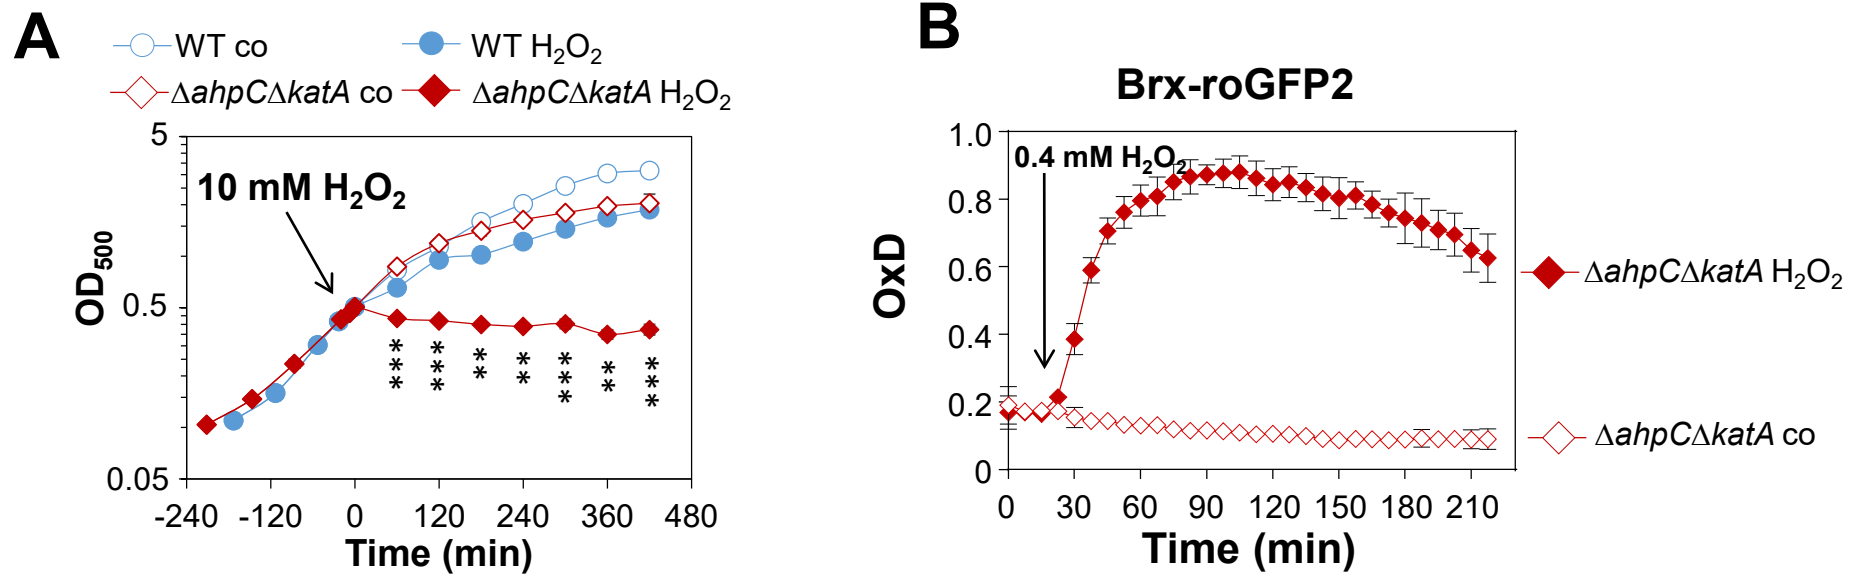 A
WT co
WT H₂O₂
ΔahpCΔkatA co
ΔahpCΔkatA H₂O₂
5
0.5
0.05
OD₅₀₀
10 mM H₂O₂
***
***
**
**
***
**
***
-240 -120 0 120 240 360 480
Time (min)
B
Brx-roGFP2
1.0
0.8
0.6
0.4
0.2
0
OxD
0.4 mM H₂O₂
0 30 60 90 120 150 180 210
Time (min)
ΔahpCΔkatA H₂O₂
ΔahpCΔkatA co